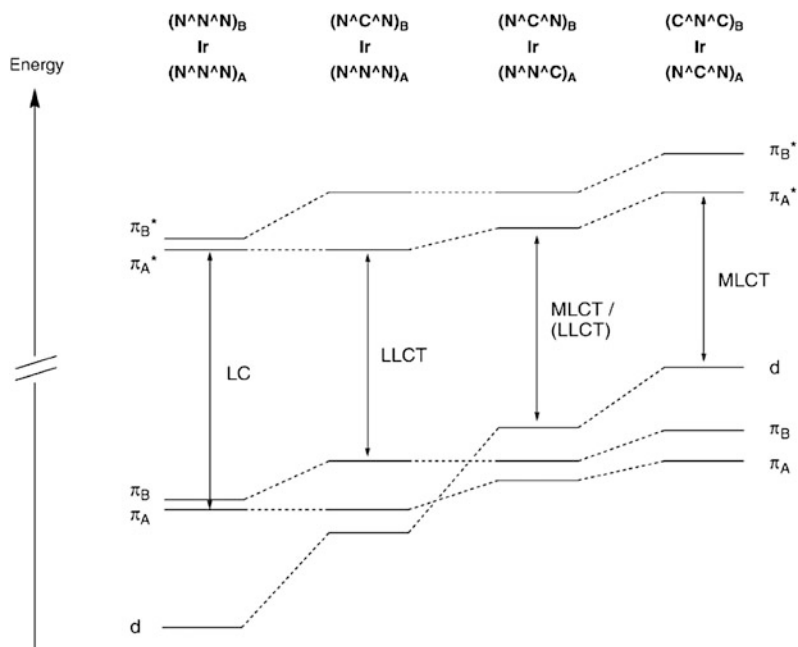 (N^N^N)B (N^C^N)B (N^C^N)B (C^N^C)B
Ir Ir Ir Ir
(N^N^N)A (N^N^N)A (N^N^C)A (N^C^N)A
Energy
πB*
πA*
πB*
πA*
LC
LLCT
MLCT /
(LLCT)
MLCT
πB
πA
d
d
πB
πA